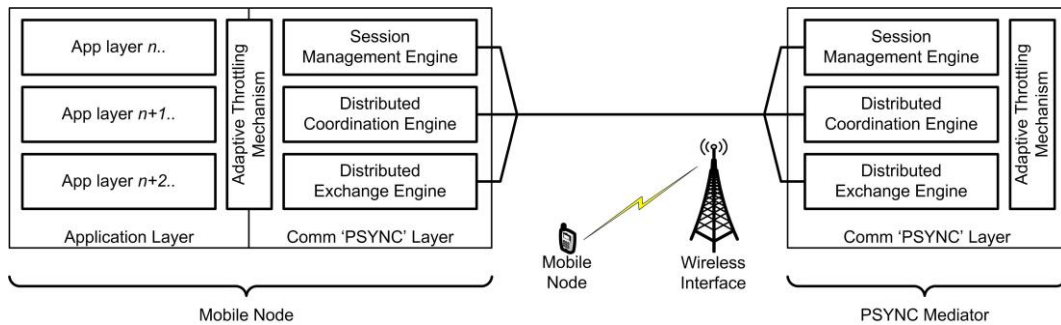 App layer n..
App layer n+1..
App layer n+2..
Application Layer
Adaptive Throttling
Mechanism
Session
Management Engine
Distributed
Coordination Engine
Distributed
Exchange Engine
Comm ‘PSYNC’ Layer
Mobile Node
Mobile
Node
Wireless
Interface
Session
Management Engine
Distributed
Coordination Engine
Distributed
Exchange Engine
Adaptive Throttling
Mechanism
Comm ‘PSYNC’ Layer
PSYNC Mediator